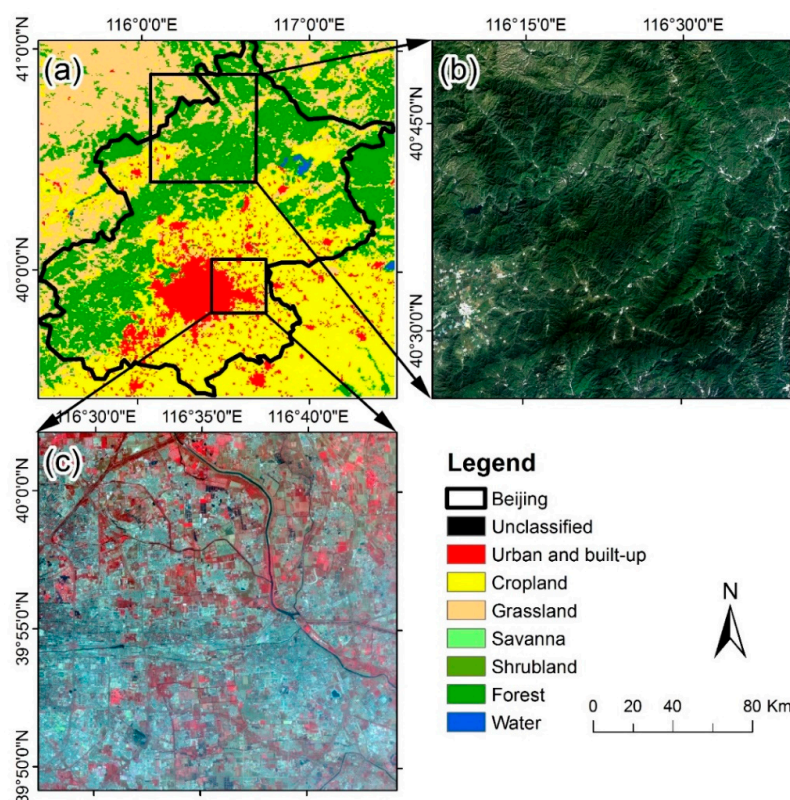 116°0'0"E
117°0'0"E
116°15'0"E
116°30'0"E
41°0'0"N
40°0'0"N
(a)
(b)
40°45'0"N
40°30'0"N
116°30'0"E
116°35'0"E
116°40'0"E
(c)
40°0'0"N
39°55'0"N
39°50'0"N
Legend
Beijing
Unclassified
Urban and built-up
Cropland
Grassland
Savanna
Shrubland
Forest
Water
N
0 20 40 80 Km